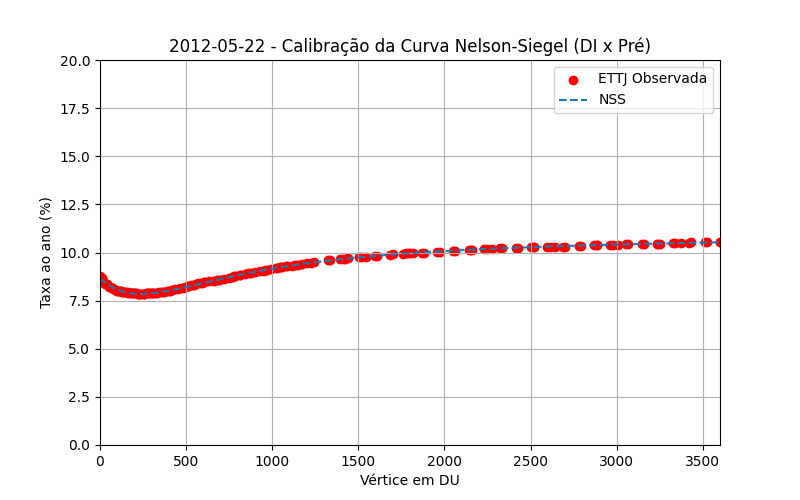 2012-05-22 - Calibração da Curva Nelson-Siegel (DI x Pré)
ETTJ Observada
NSS
Taxa ao ano (%)
20.0
17.5
15.0
12.5
10.0
7.5
5.0
2.5
0.0
0 500 1000 1500 2000 2500 3000 3500
Vértice em DU